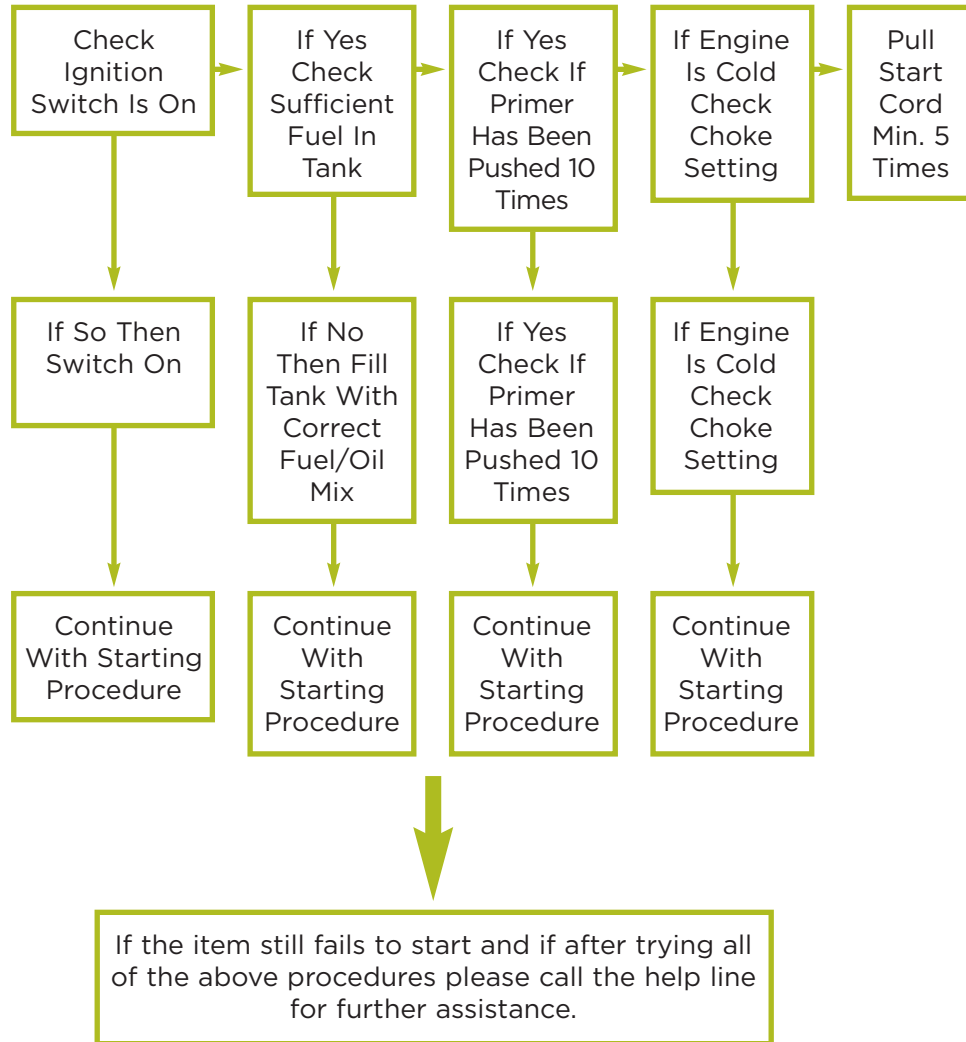 Check
Ignition
Switch Is On
If Yes
Check
Sufficient
Fuel In
Tank
If Yes
Check If
Primer
Has Been
Pushed 10
Times
If Engine
Is Cold
Check
Choke
Setting
Pull
Start
Cord
Min. 5
Times
If So Then
Switch On
If No
Then Fill
Tank With
Correct
Fuel/Oil
Mix
If Yes
Check If
Primer
Has Been
Pushed 10
Times
If Engine
Is Cold
Check
Choke
Setting
Continue
With Starting
Procedure
Continue
With
Starting
Procedure
Continue
With
Starting
Procedure
Continue
With
Starting
Procedure
If the item still fails to start and if after trying all
of the above procedures please call the help line
for further assistance.